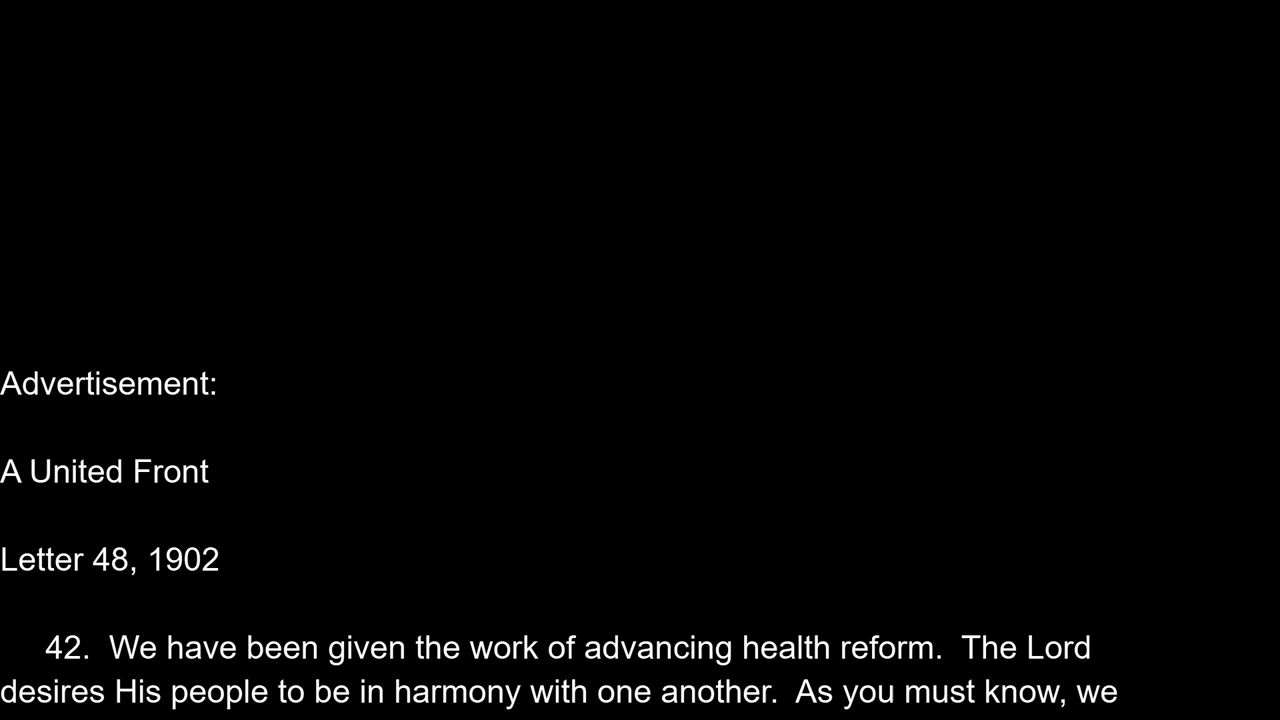 Advertisement:
A United Front
Letter 48, 1902
42.  We have been given the work of advancing health reform.  The Lord
desires His people to be in harmony with one another.  As you must know, we